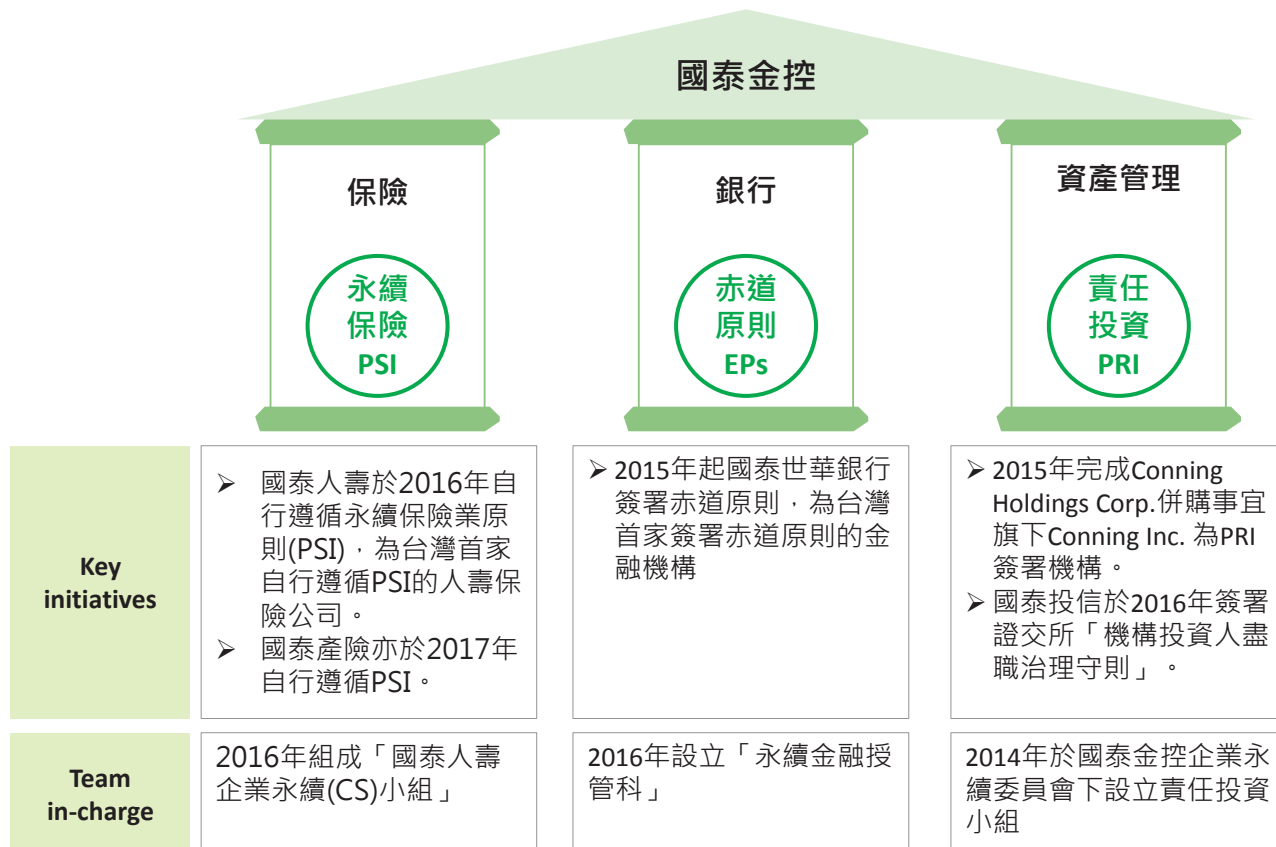 國泰金控
保險
永續
保險
PSI
銀行
赤道
原則
EPs
資產管理
責任
投資
PRI
Key
initiatives
➢ 國泰人壽於2016年自
行遵循永續保險業原
則(PSI)，為台灣首家
自行遵循PSI的人壽保
險公司。
➢ 國泰產險亦於2017年
自行遵循PSI。
➢ 2015年起國泰世華銀行
簽署赤道原則，為台灣
首家簽署赤道原則的金
融機構
➢ 2015年完成Conning
Holdings Corp.併購事宜
旗下Conning Inc. 為PRI
簽署機構。
➢ 國泰投信於2016年簽署
證交所「機構投資人盡
職治理守則」。
Team
in-charge
2016年組成「國泰人壽
企業永續(CS)小組」
2016年設立「永續金融授
管科」
2014年於國泰金控企業永
續委員會下設立責任投資
小組